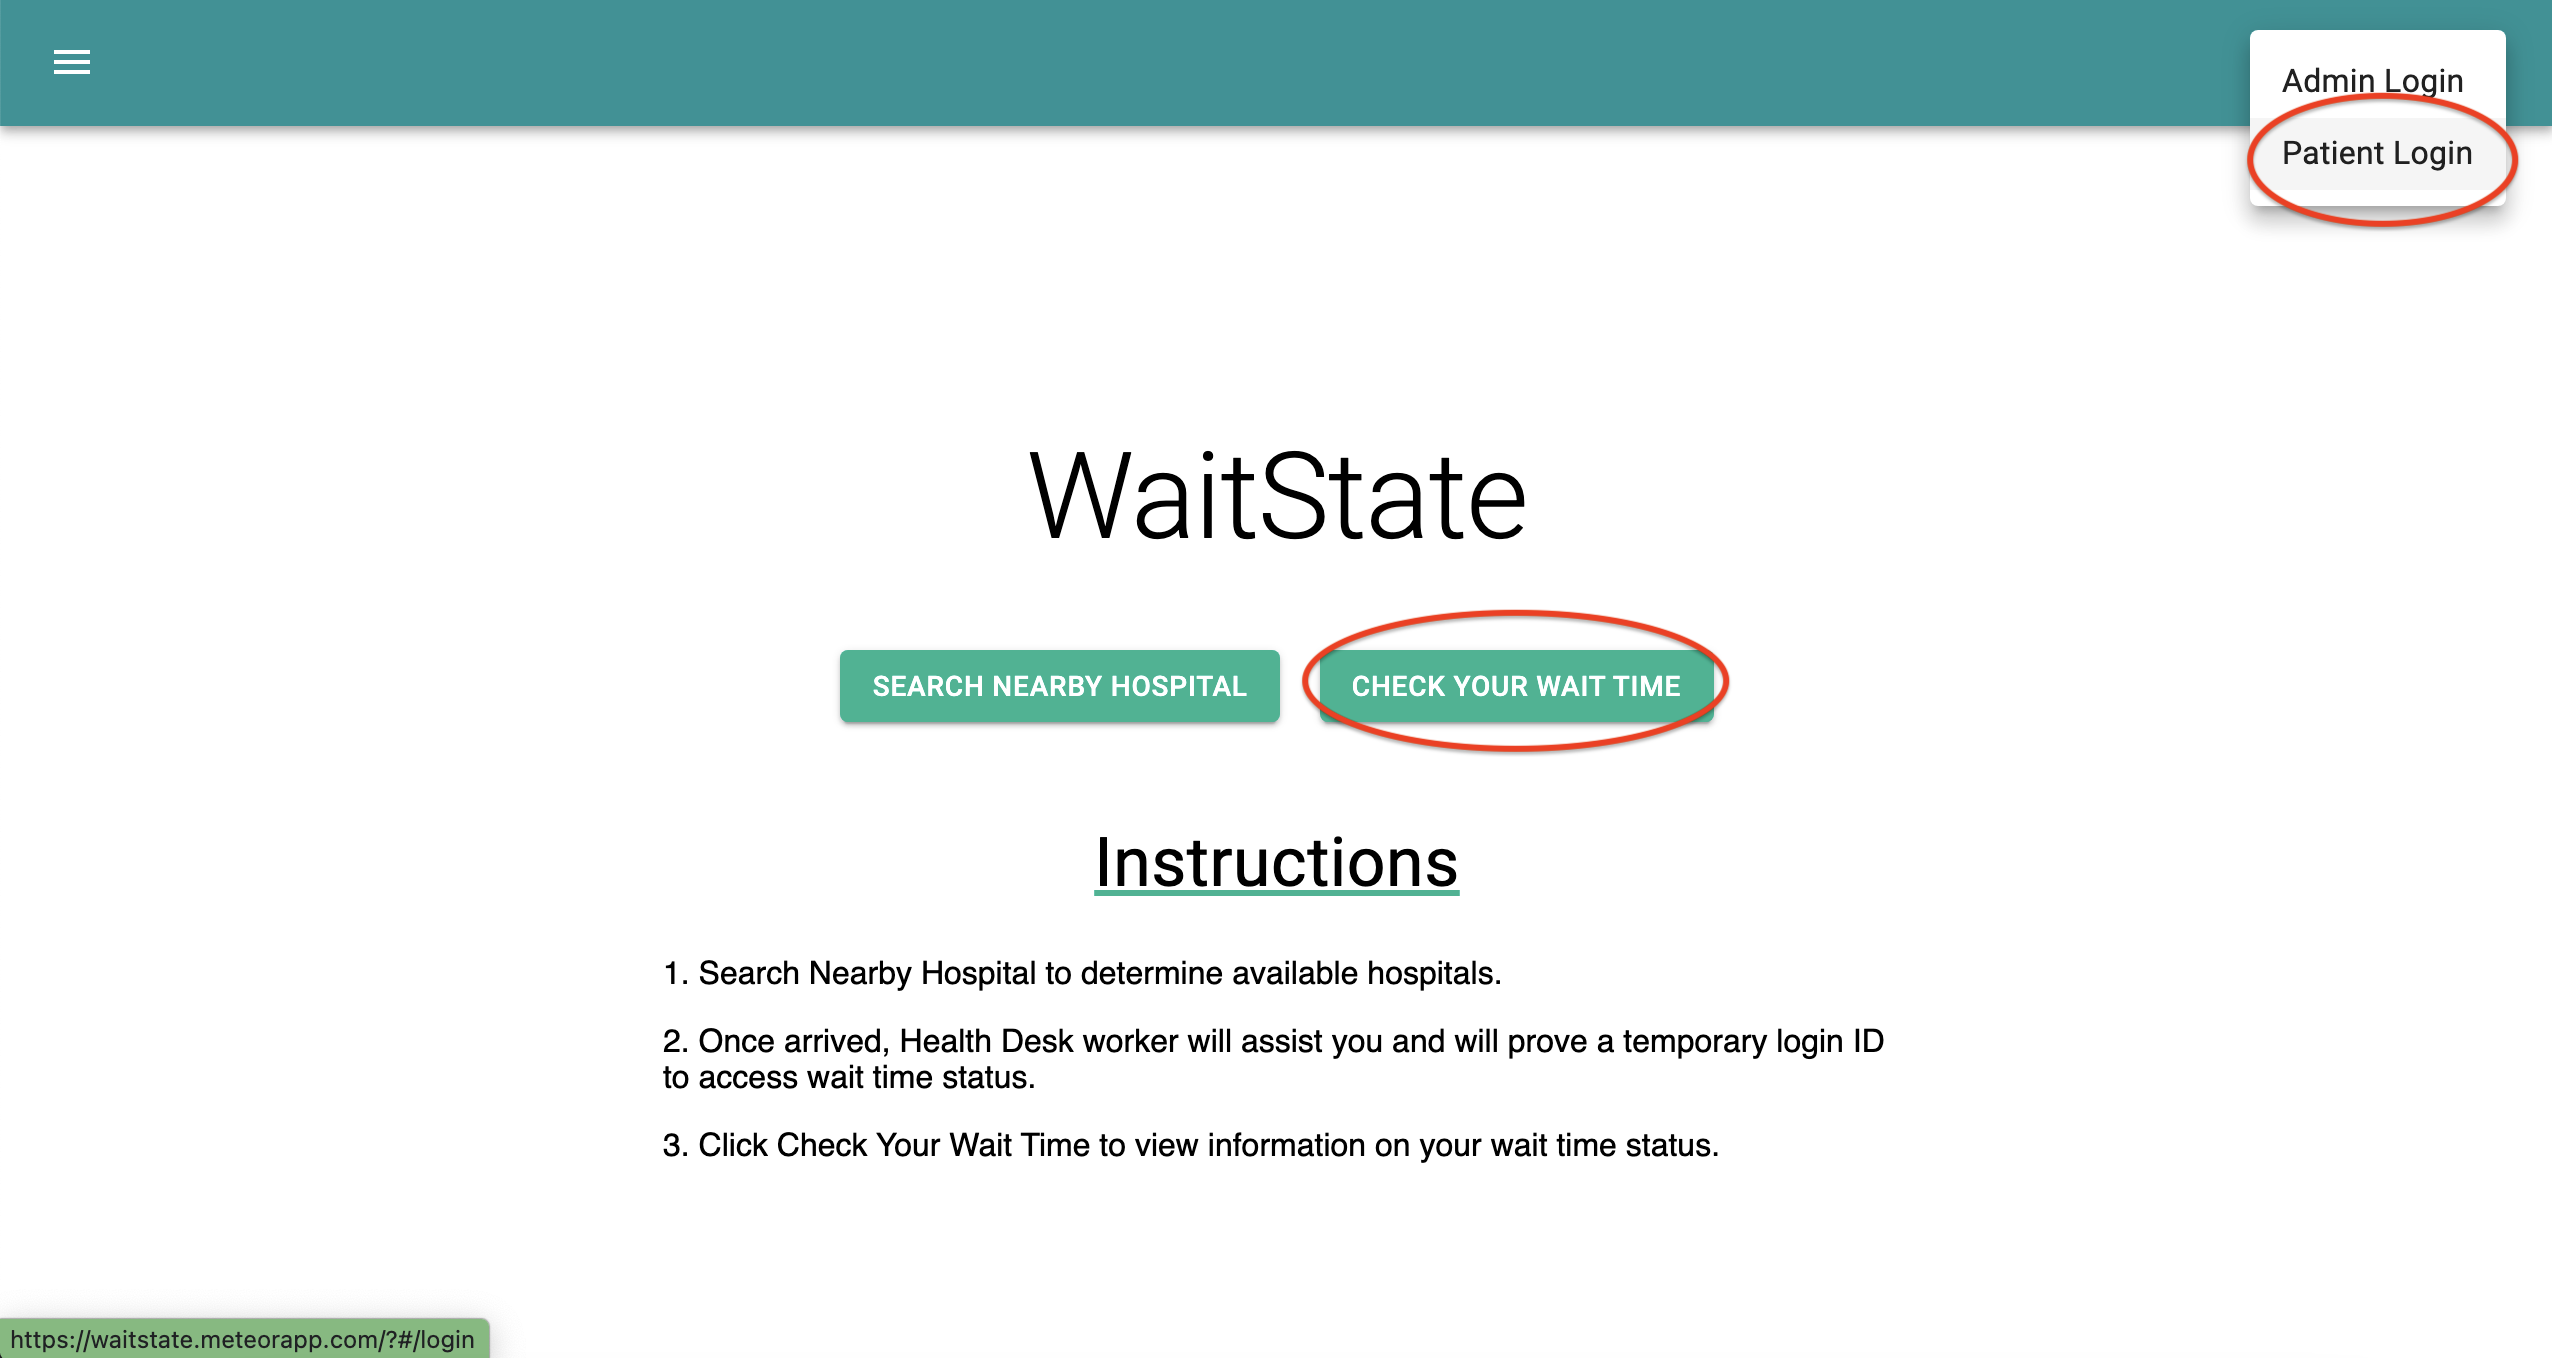 Admin Login
Patient Login
WaitState
SEARCH NEARBY HOSPITAL
CHECK YOUR WAIT TIME
Instructions
1. Search Nearby Hospital to determine available hospitals.
2. Once arrived, Health Desk worker will assist you and will prove a temporary login ID
to access wait time status.
3. Click Check Your Wait Time to view information on your wait time status.
https://waitstate.meteorapp.com/?#/login